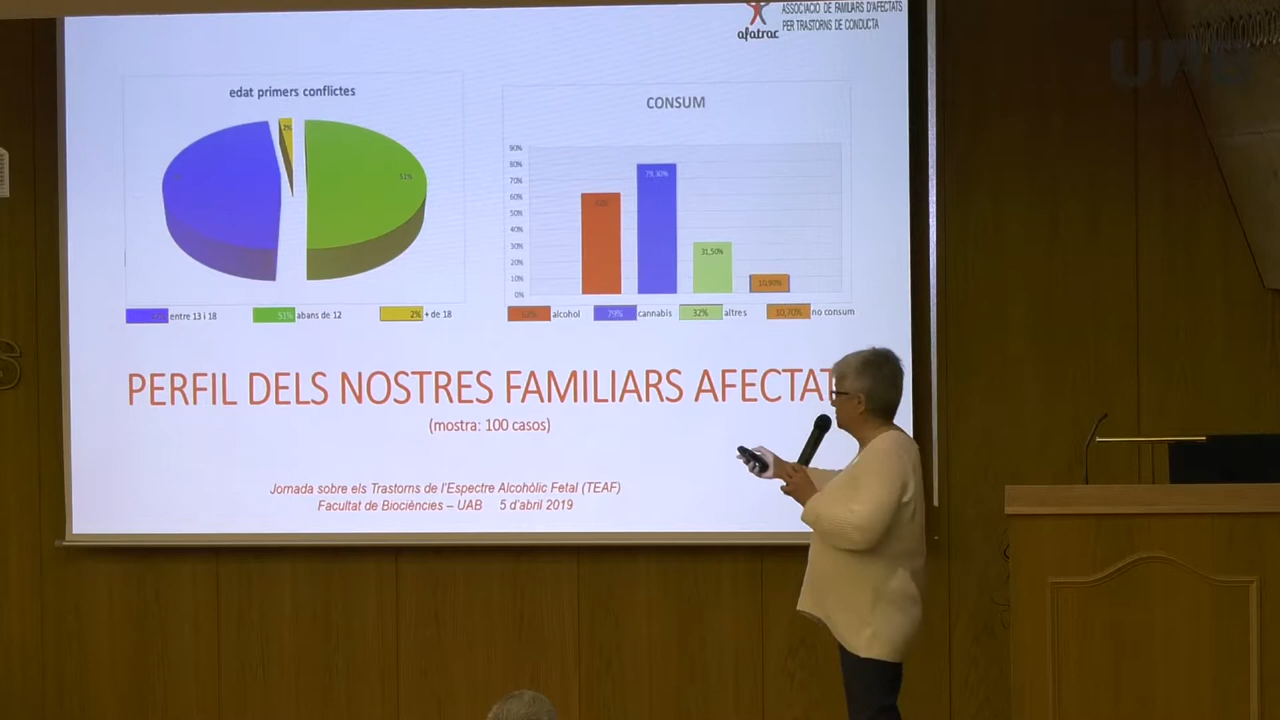 ASSOCIACIÓ DE FAMILIARS D'AFECTATS
PER TRASTORNS DE CONDUCTA
afatrac
UAB
edat primers conflictes
2%
51%
entre 13 i 18
51% abans de 12
2% + de 18
CONSUM
90%
80%
70%
60%
50%
40%
30%
20%
10%
0%
79,30%
31,50%
10,90%
62% alcohol
79% cannabis
32% altres
10,70% no consum
PERFIL DELS NOSTRES FAMILIARS AFECTAT
(mostra: 100 casos)
Jornada sobre els Trastorns de l'Espectre Alcohòlic Fetal (TEAF)
Facultat de Biociències – UAB 5 d'abril 2019